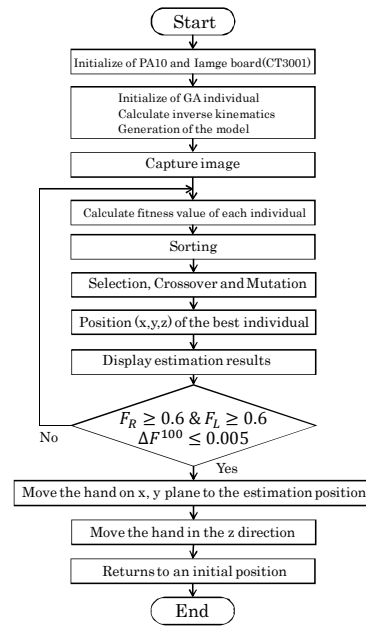 Start
Initialize of PA10 and Iamge board(CT3001)
Initialize of GA individual
Calculate inverse kinematics
Generation of the model
Capture image
Calculate fitness value of each individual
Sorting
Selection, Crossover and Mutation
Position (x,y,z) of the best individual
Display estimation results
F_R ≥ 0.6 & F_L ≥ 0.6
ΔF^100 ≤ 0.005
No
Yes
Move the hand on x, y plane to the estimation position
Move the hand in the z direction
Returns to an initial position
End